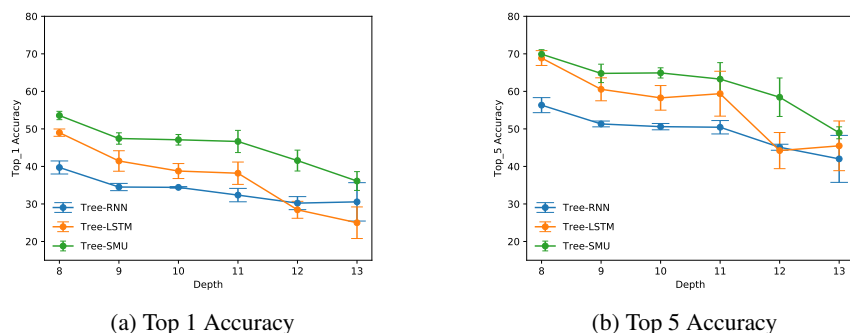 80
70
60
50
40
30
20
Top_1 Accuracy
Tree-RNN
Tree-LSTM
Tree-SMU
8 9 10 11 12 13
Depth
(a) Top 1 Accuracy
80
70
60
50
40
30
20
Top_5 Accuracy
Tree-RNN
Tree-LSTM
Tree-SMU
8 9 10 11 12 13
Depth
(b) Top 5 Accuracy